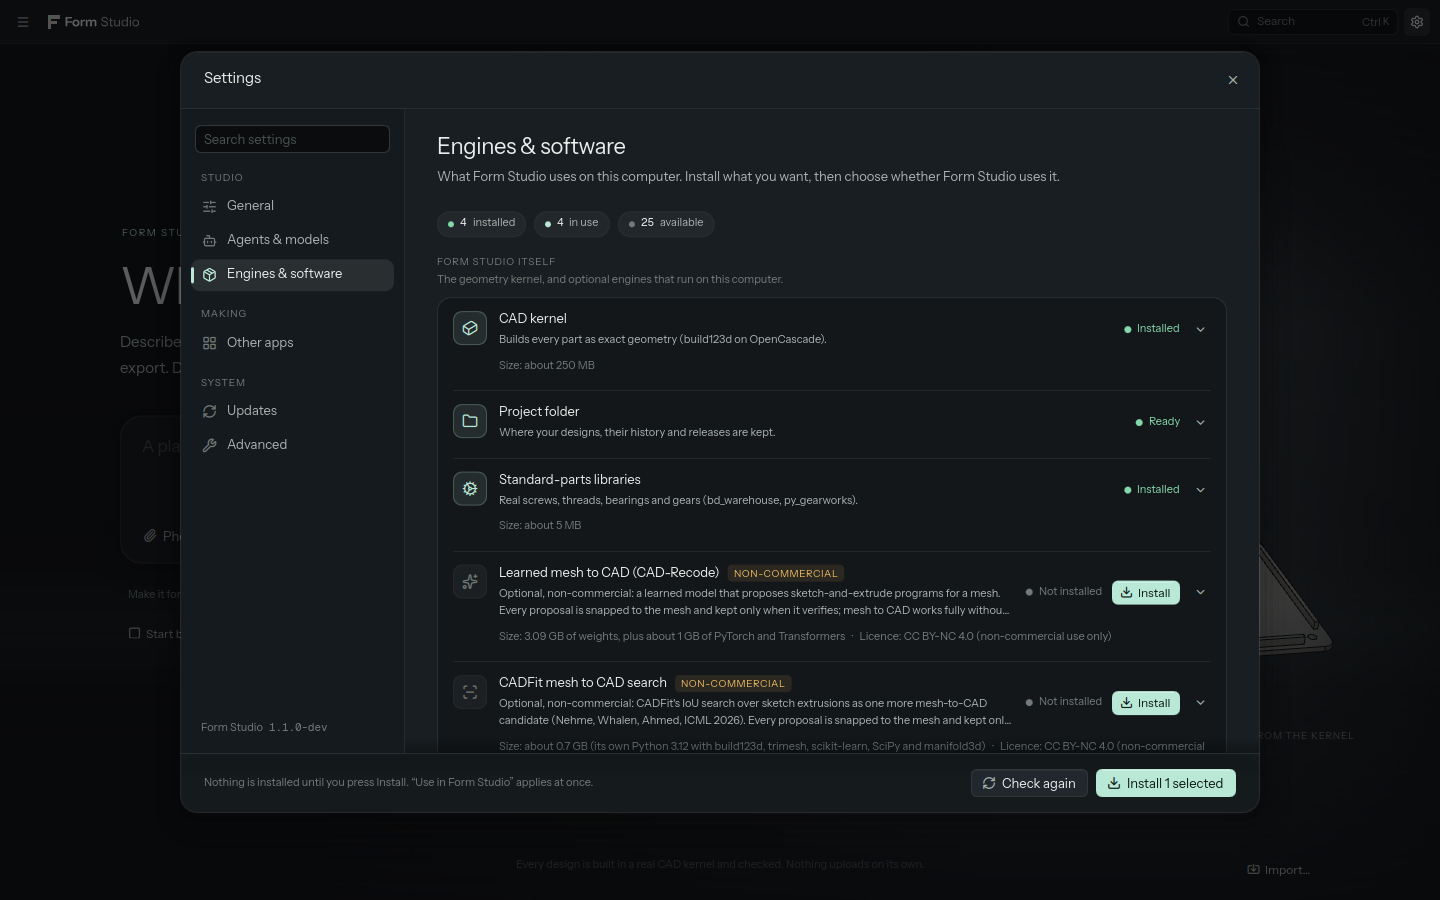 Form Studio
Search Ctrl K
Settings
Search settings
STUDIO
General
Agents & models
Engines & software
MAKING
Other apps
SYSTEM
Updates
Advanced
Form Studio 1.1.0-dev
Engines & software
What Form Studio uses on this computer. Install what you want, then choose whether Form Studio uses it.
4 installed 4 in use 25 available
FORM STUDIO ITSELF
The geometry kernel, and optional engines that run on this computer.
CAD kernel
Builds every part as exact geometry (build123d on OpenCascade).
Size: about 250 MB
Installed
Project folder
Where your designs, their history and releases are kept.
Ready
Standard-parts libraries
Real screws, threads, bearings and gears (bd_warehouse, py_gearworks).
Size: about 5 MB
Installed
Learned mesh to CAD (CAD-Recode) NON-COMMERCIAL
Optional, non-commercial: a learned model that proposes sketch-and-extrude programs for a mesh.
Every proposal is snapped to the mesh and kept only when it verifies; mesh to CAD works fully withou...
Size: 3.09 GB of weights, plus about 1 GB of PyTorch and Transformers · Licence: CC BY-NC 4.0 (non-commercial use only)
Not installed Install
CADFit mesh to CAD search NON-COMMERCIAL
Optional, non-commercial: CADFit's IoU search over sketch extrusions as one more mesh-to-CAD
candidate (Nehme, Whalen, Ahmed, ICML 2026). Every proposal is snapped to the mesh and kept onl...
Size: about 0.7 GB (its own Python 3.12 with build123d, trimesh, scikit-learn, SciPy and manifold3d) · Licence: CC BY-NC 4.0 (non-commercial
Not installed Install
Nothing is installed until you press Install. “Use in Form Studio” applies at once.
Check again Install 1 selected
FORM STU
Describe
export. D
A pla
Make it for
Start b
ROM THE KERNEL
Every design is built in a real CAD kernel and checked. Nothing uploads on its own.
Import...